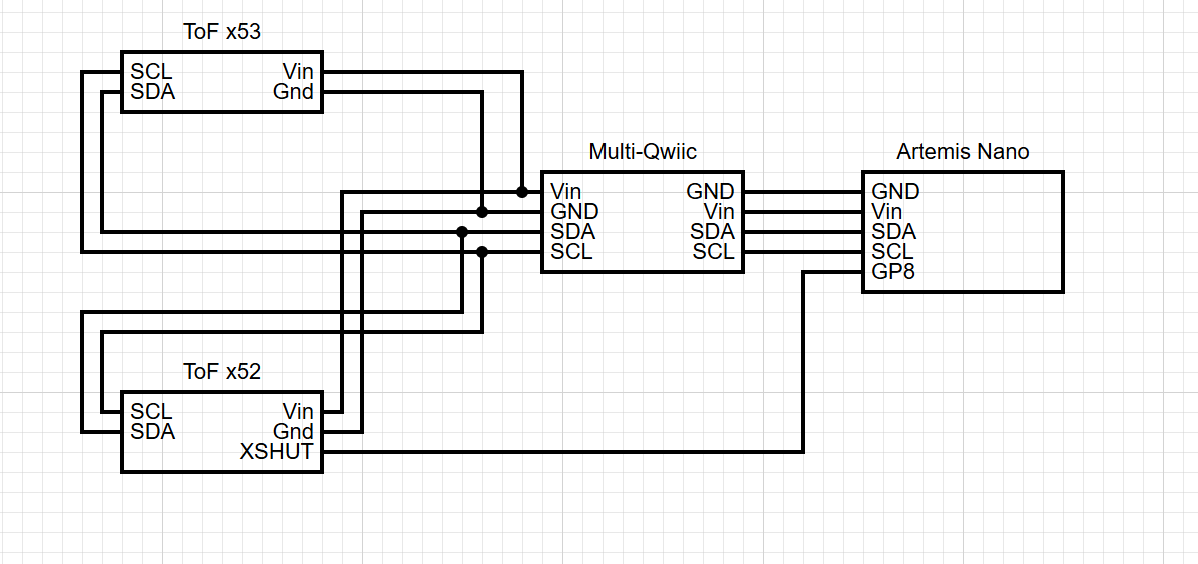 ToF x53
SCL Vin
SDA Gnd
Multi-Qwiic
Vin GND
GND Vin
SDA SDA
SCL SCL
Artemis Nano
GND
Vin
SDA
SCL
GP8
ToF x52
SCL Vin
SDA Gnd
XSHUT